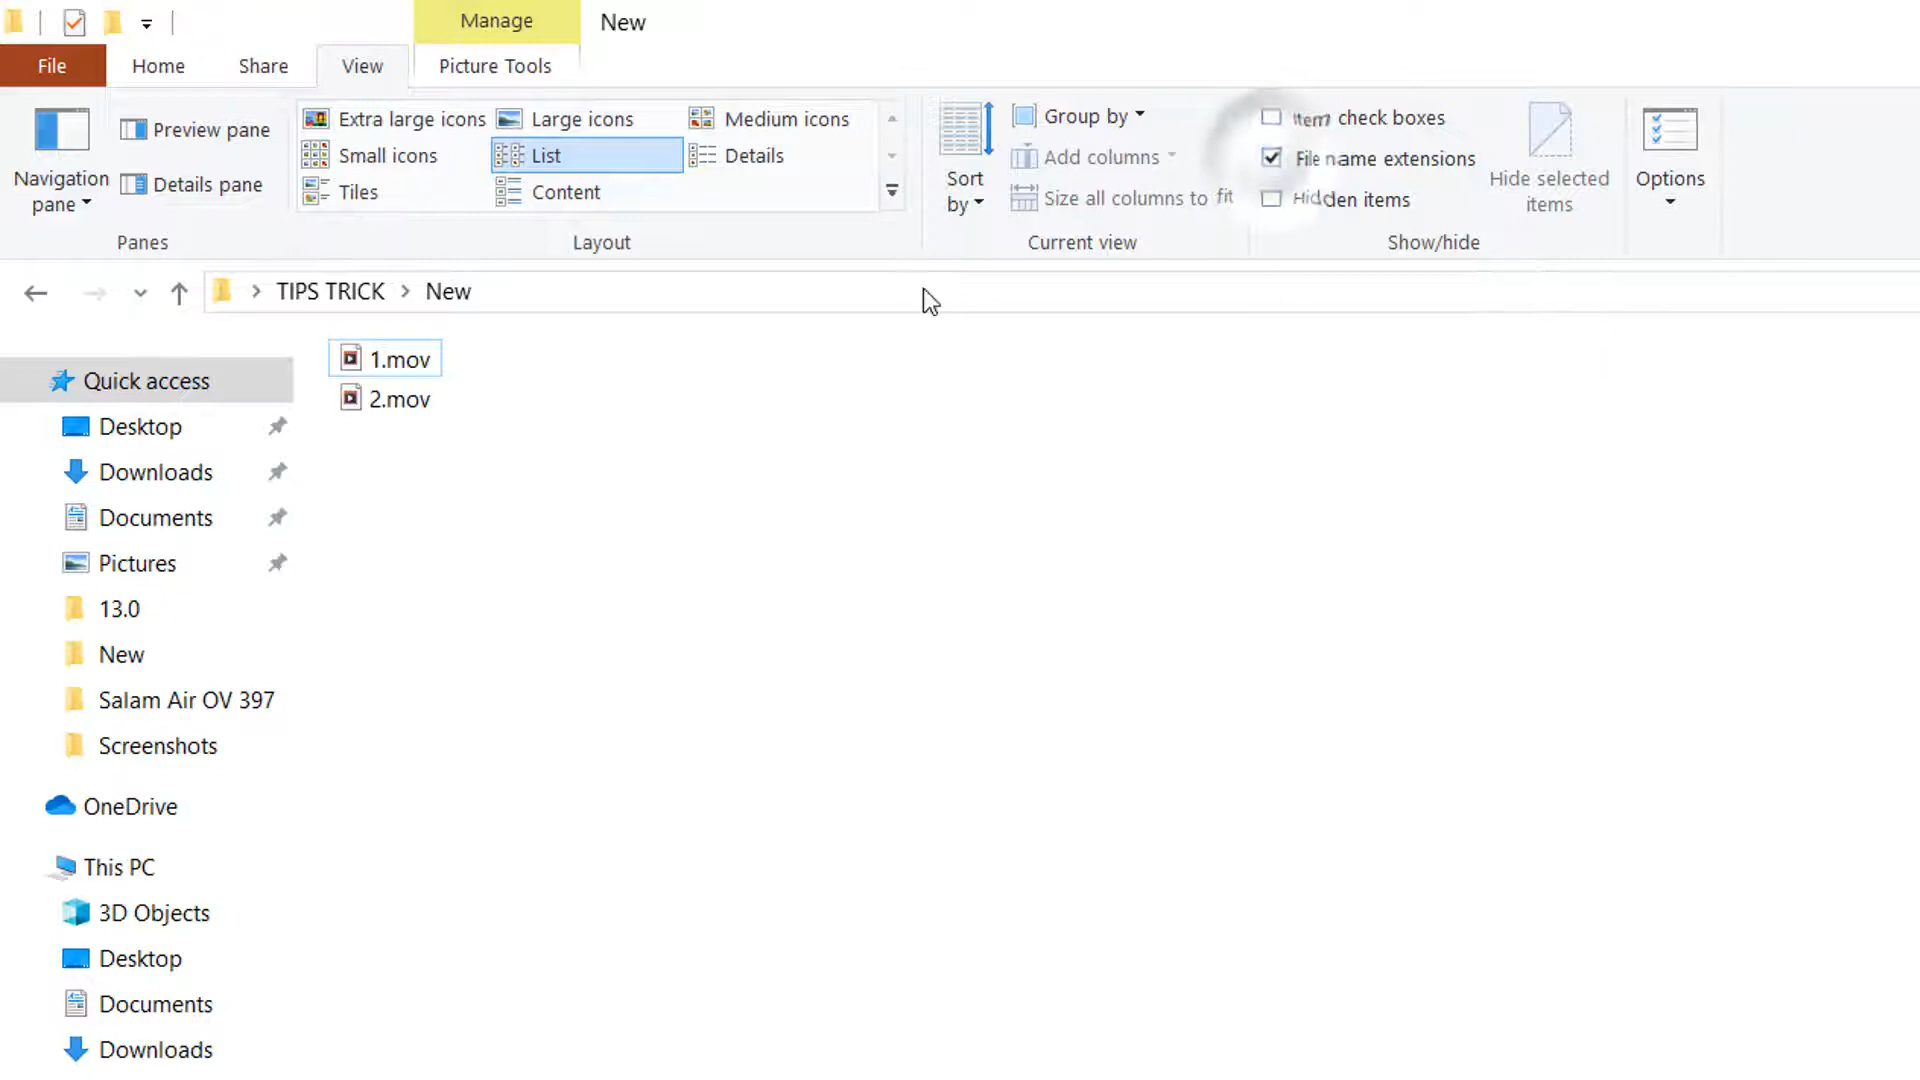 Manage
New
File
Home
Share
View
Picture Tools
Navigation pane
Preview pane
Details pane
Panes
Extra large icons
Large icons
Medium icons
Small icons
List
Details
Tiles
Content
Layout
Sort by
Group by
Add columns
Size all columns to fit
Current view
Item check boxes
File name extensions
Hidden items
Show/hide
Hide selected items
Options
TIPS TRICK
New
1.mov
2.mov
Quick access
Desktop
Downloads
Documents
Pictures
13.0
New
Salam Air OV 397
Screenshots
OneDrive
This PC
3D Objects
Desktop
Documents
Downloads